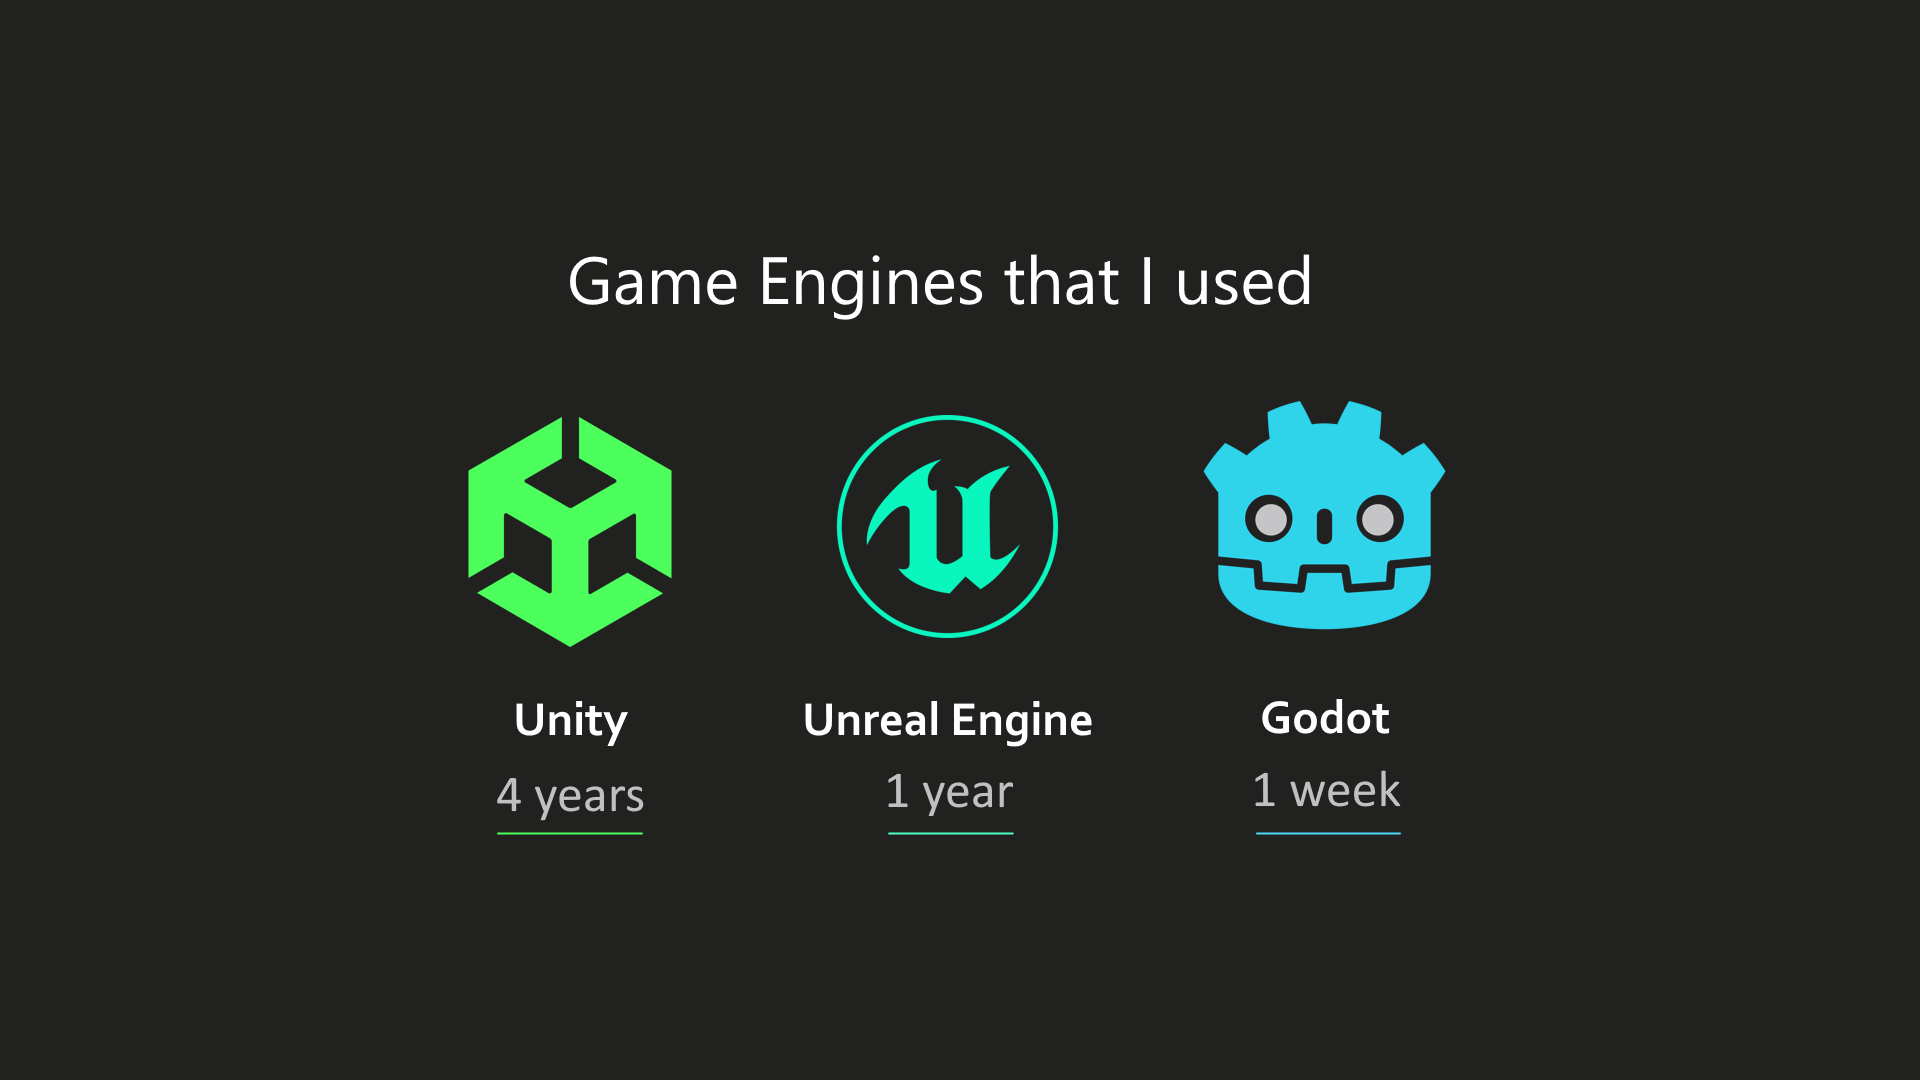 Game Engines that I used
Unity
Unreal Engine
Godot
4 years
1 year
1 week